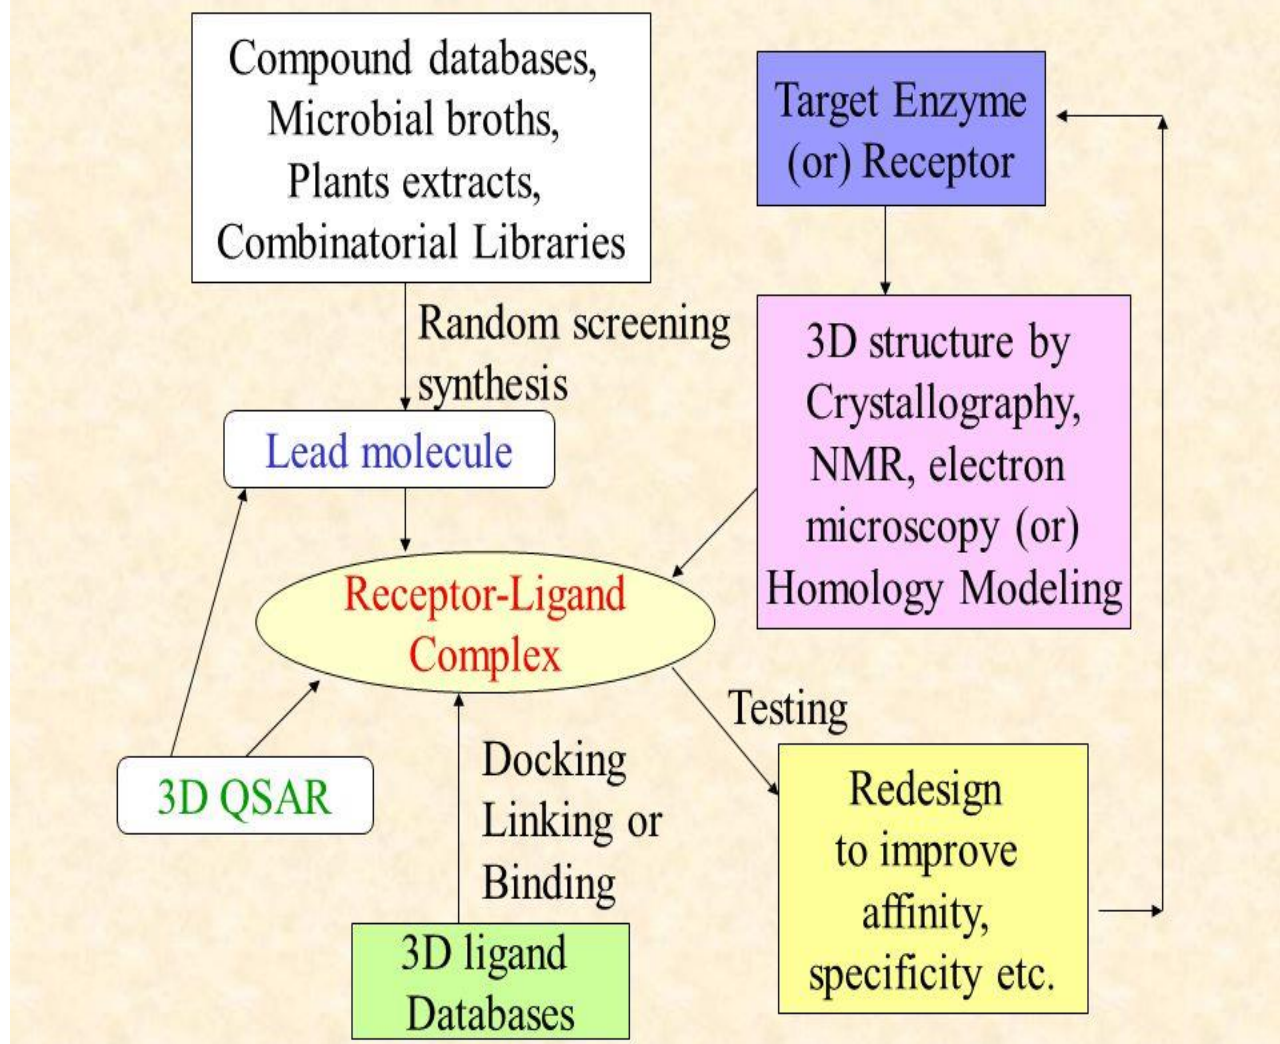 Compound databases,
Microbial broths,
Plants extracts,
Combinatorial Libraries
Target Enzyme
(or) Receptor
Random screening
synthesis
3D structure by
Crystallography,
NMR, electron
microscopy (or)
Homology Modeling
Lead molecule
Receptor-Ligand
Complex
Testing
3D QSAR
Docking
Linking or
Binding
Redesign
to improve
affinity,
specificity etc.
3D ligand
Databases